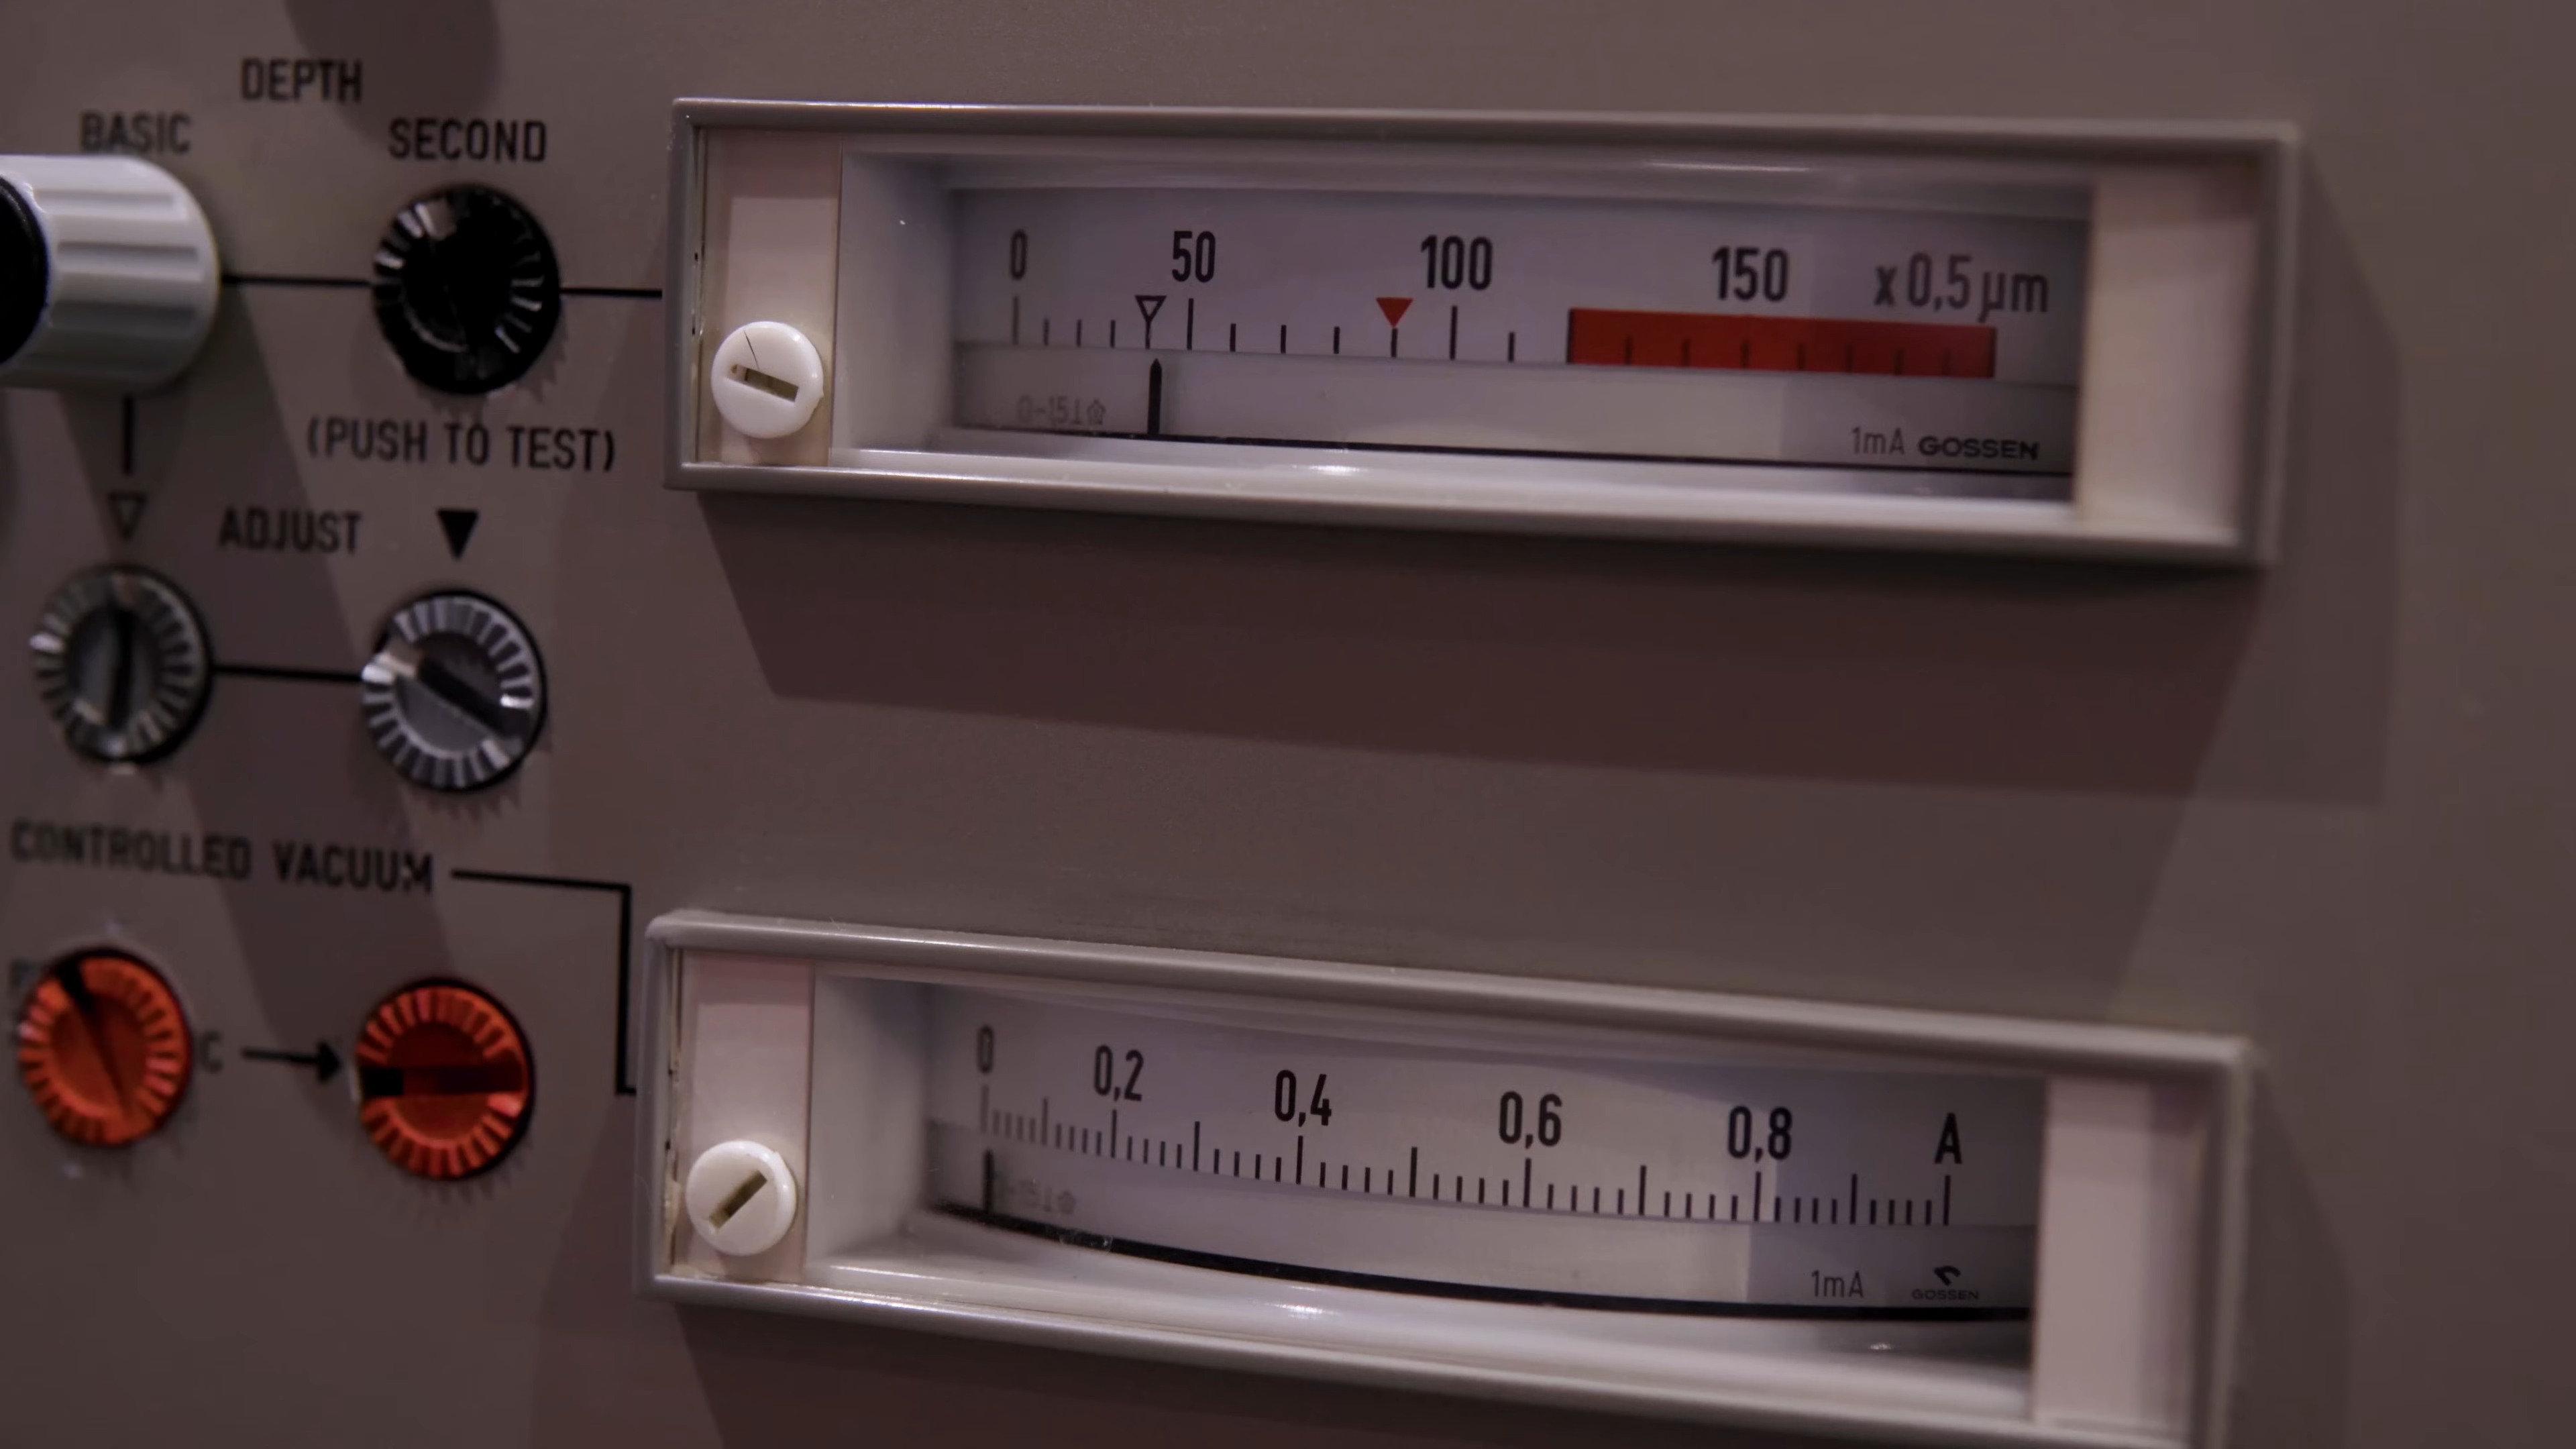 DEPTH
BASIC
SECOND
(PUSH TO TEST)
ADJUST
CONTROLLED VACUUM
C
0 50 100 150 x0,5 µm
1mA GOSSEN
0 0,2 0,4 0,6 0,8 A
1mA GOSSEN